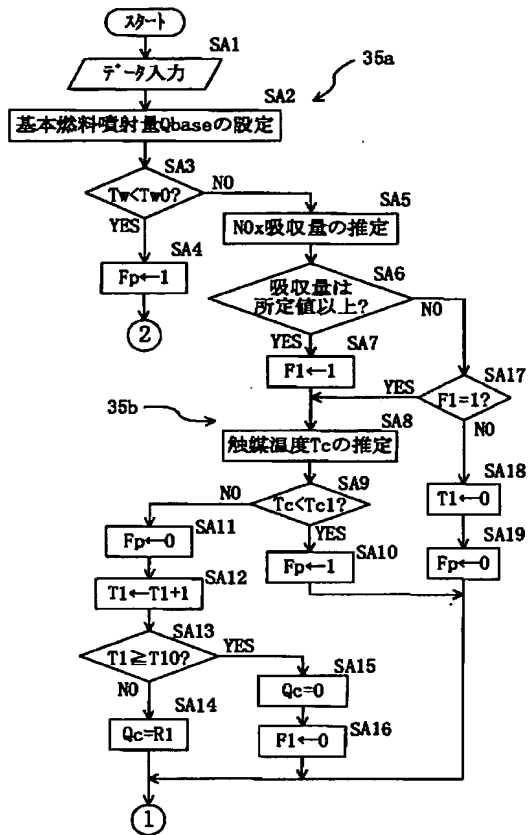 スタート
SA1
データ入力
35a
SA2
基本燃料噴射量Qbaseの設定
SA3
Tw<Tw0?
NO
YES
SA5
NOx吸収量の推定
SA4
Fp←1
SA6
吸収量は
所定値以上?
NO
2
YES
SA7
F1←1
SA17
YES
F1=1?
35b
SA8
触媒温度Tcの推定
NO
SA9
Tc<Tc1?
NO
SA18
T1←0
YES
SA11
Fp←0
SA10
Fp←1
SA19
Fp←0
SA12
T1←T1+1
SA13
T1≧T10?
YES
NO
SA15
Qc=0
SA14
Qc=R1
SA16
F1←0
1